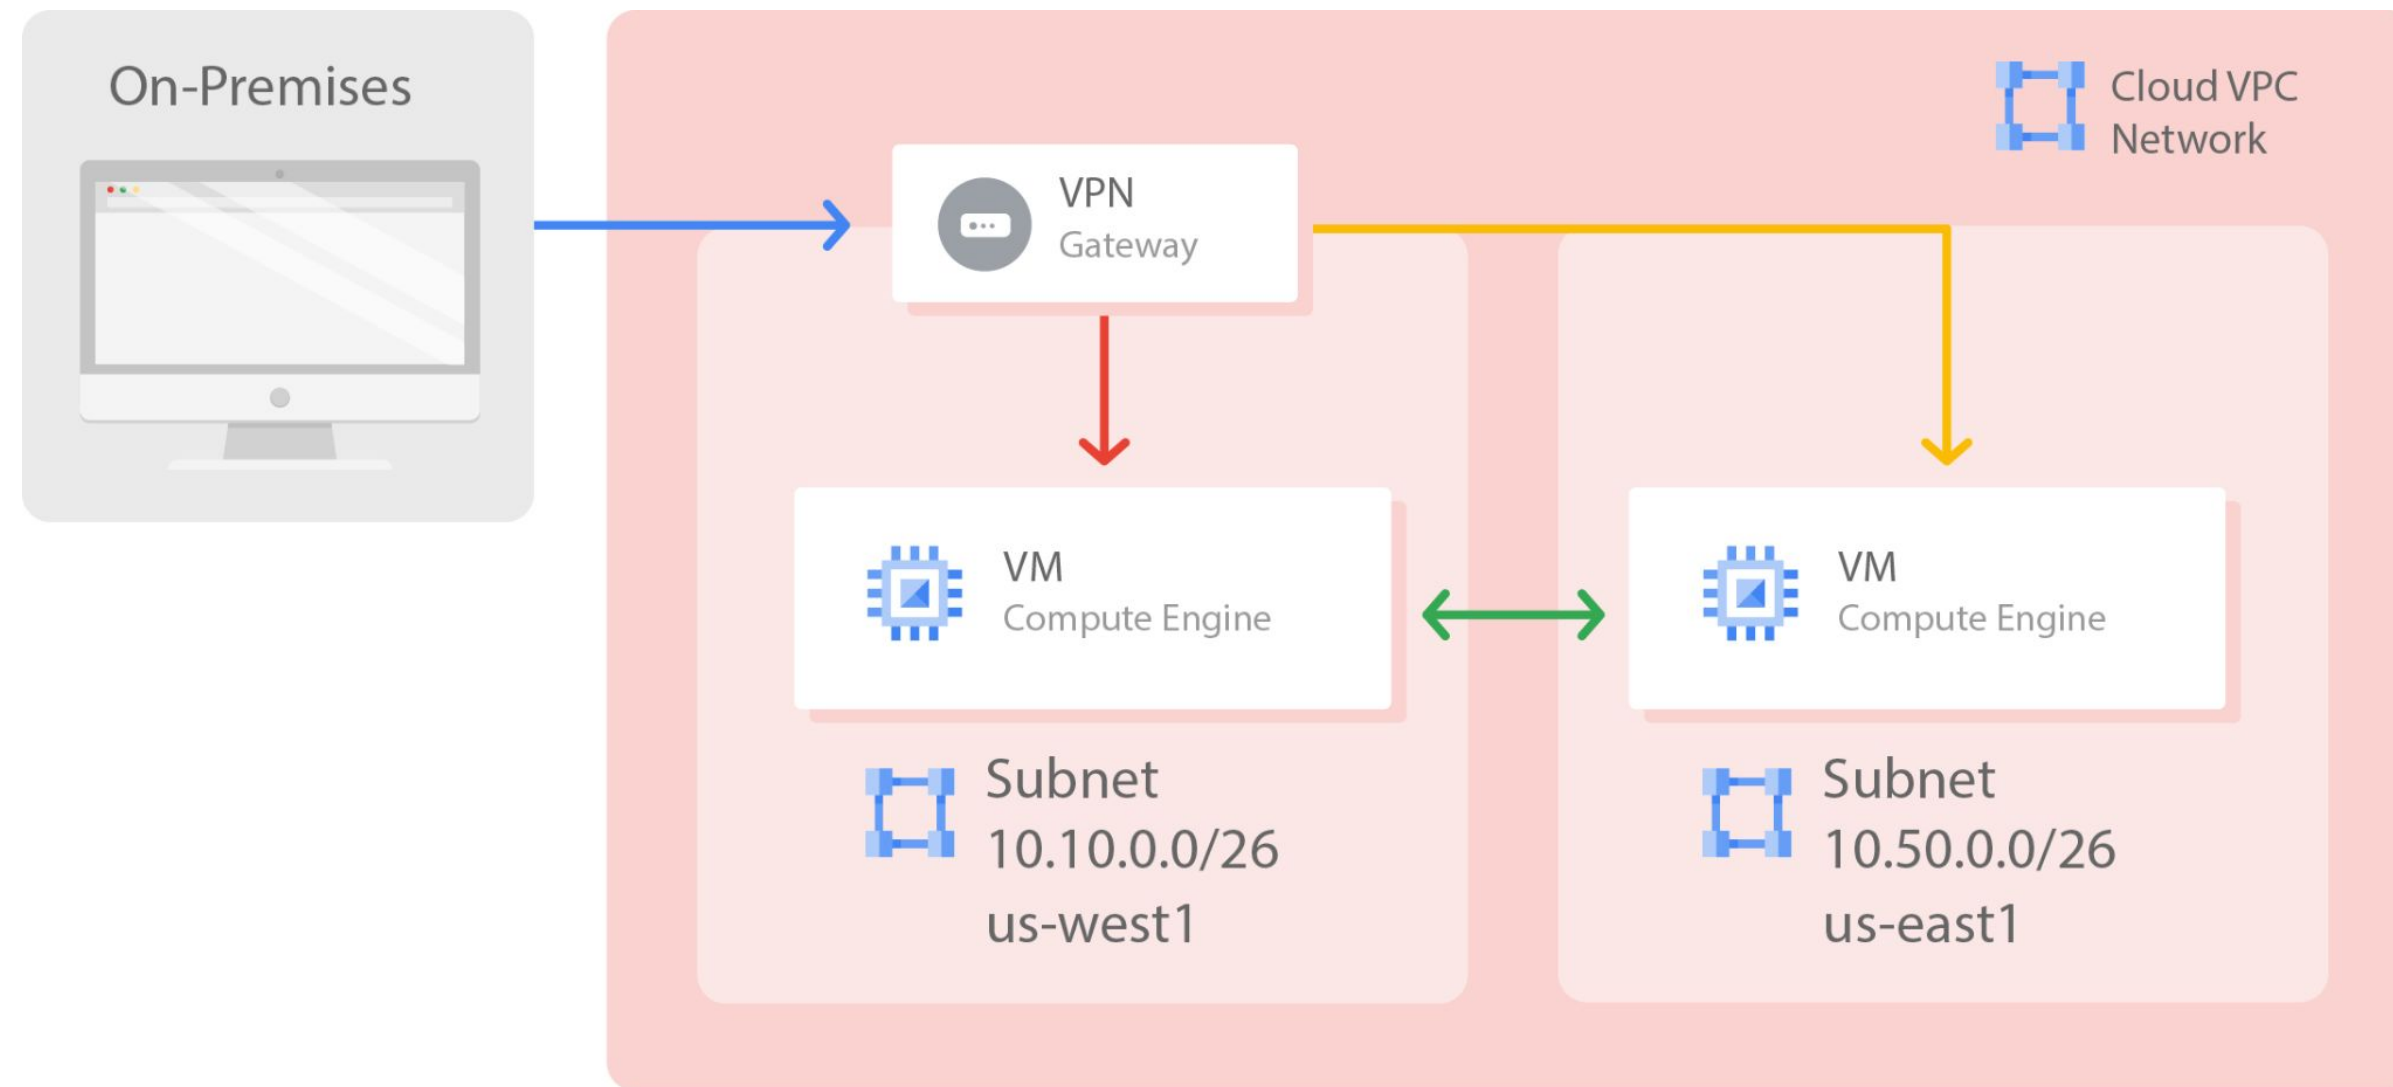 On-Premises
Cloud VPC
Network
VPN
Gateway
VM
Compute Engine
VM
Compute Engine
Subnet
10.10.0.0/26
us-west1
Subnet
10.50.0.0/26
us-east1